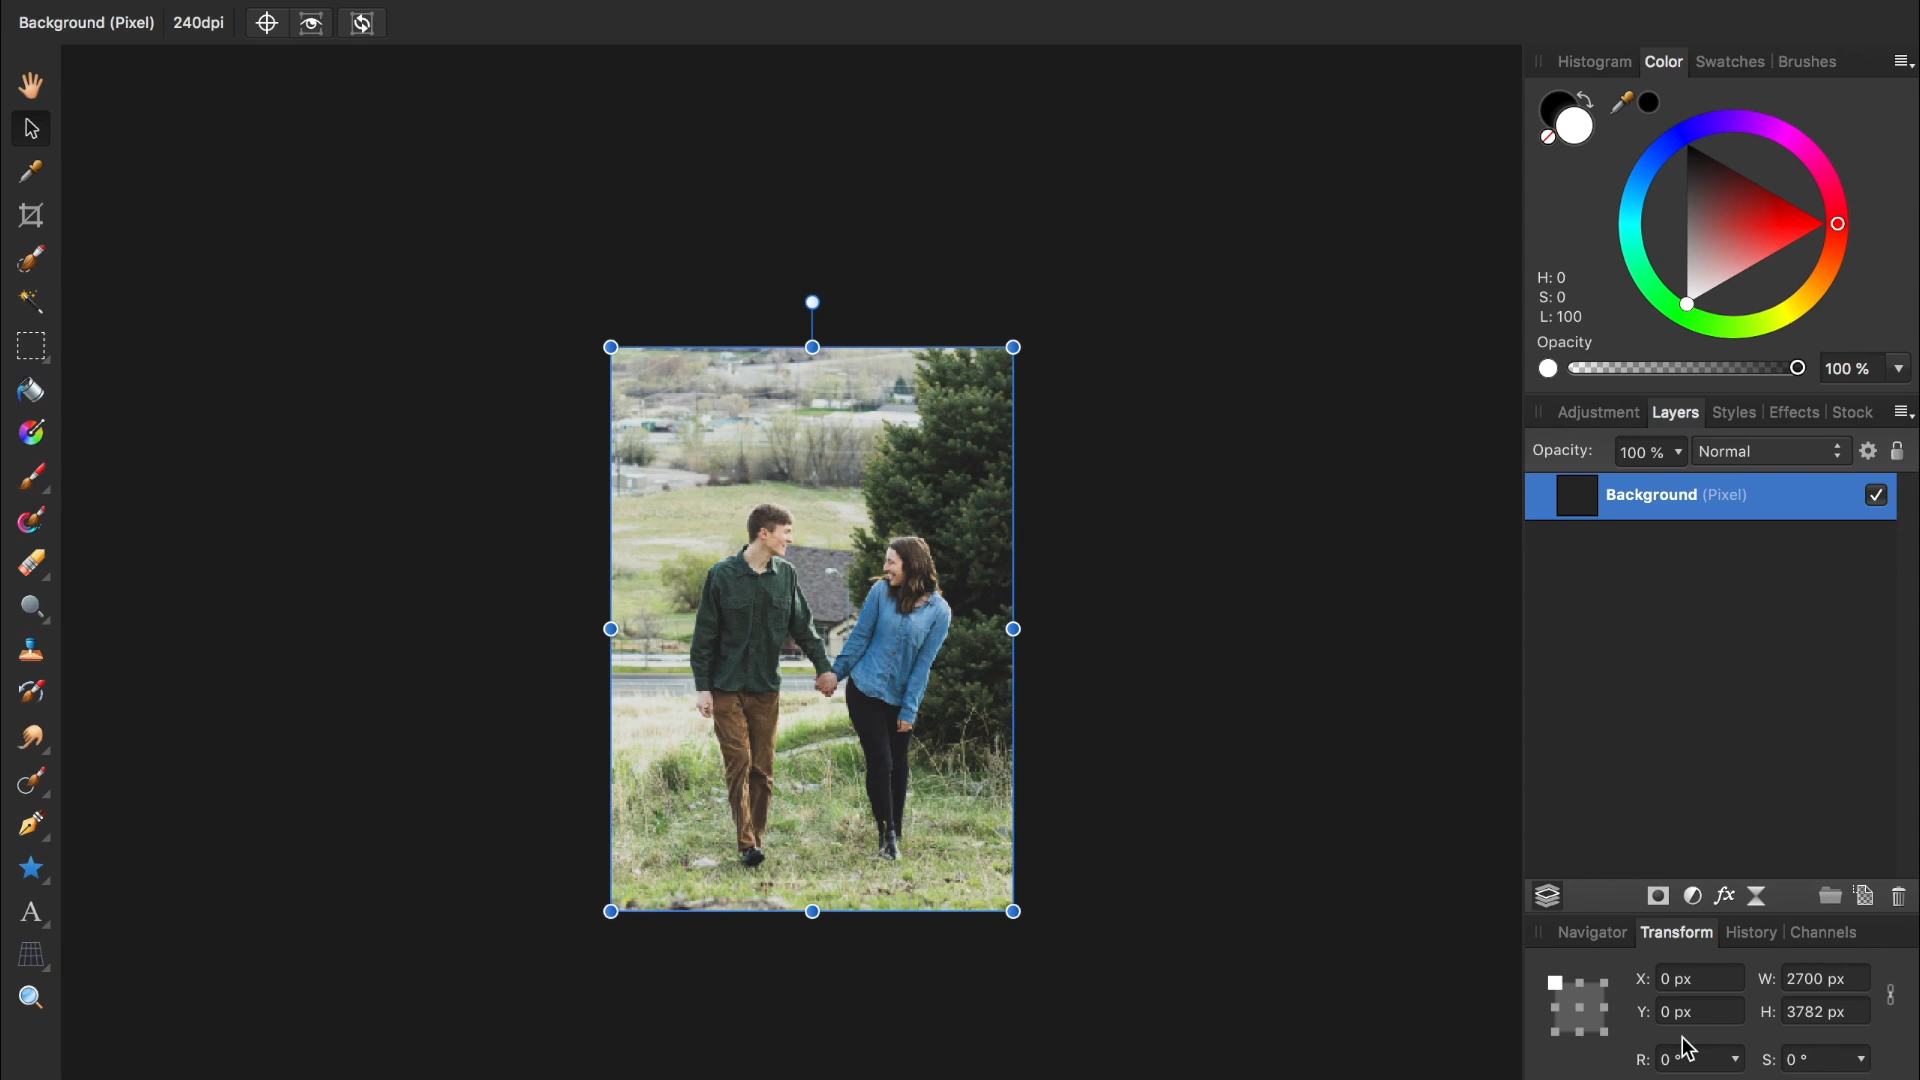 Background (Pixel) 240dpi
Histogram Color Swatches Brushes
H: 0
S: 0
L: 100
Opacity
100 %
Adjustment Layers Styles Effects Stock
Opacity: 100 % Normal
Background (Pixel)
fx
Navigator Transform History Channels
X: 0 px W: 2700 px
Y: 0 px H: 3782 px
R: 0 ° S: 0 °
A